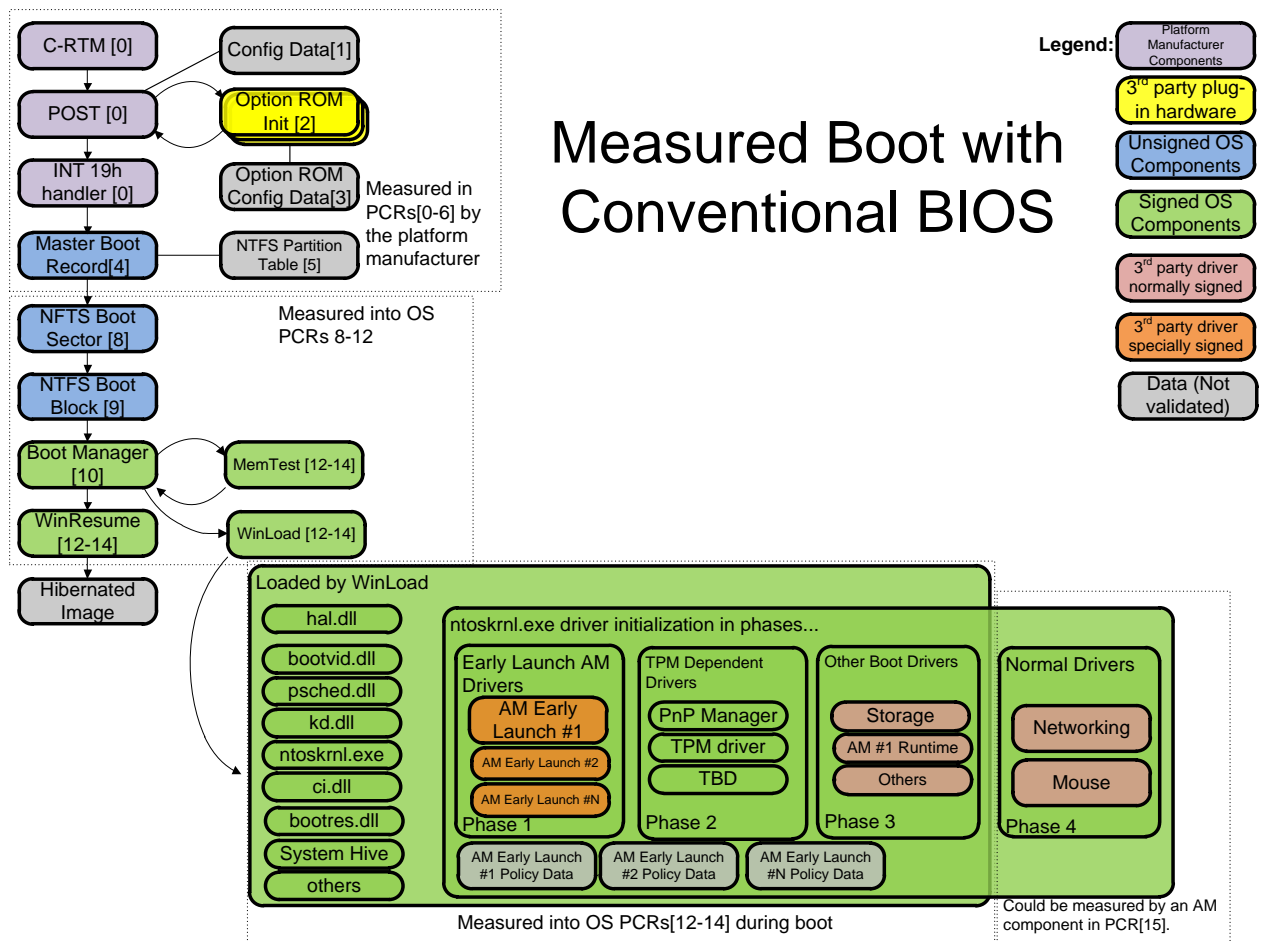 C-RTM [0]
Config Data[1]
POST [0]
Option ROM
Init [2]
INT 19h
handler [0]
Option ROM
Config Data[3]
Measured in
PCRs[0-6] by
the platform
manufacturer
Master Boot
Record[4]
NTFS Partition
Table [5]
Measured Boot with
Conventional BIOS
Legend:
Platform
Manufacturer
Components
3rd party plug-
in hardware
Unsigned OS
Components
Signed OS
Components
3rd party driver
normally signed
3rd party driver
specially signed
Data (Not
validated)
NFTS Boot
Sector [8]
Measured into OS
PCRs 8-12
NTFS Boot
Block [9]
Boot Manager
[10]
MemTest [12-14]
WinResume
[12-14]
WinLoad [12-14]
Hibernated
Image
Loaded by WinLoad
hal.dll
bootvid.dll
psched.dll
kd.dll
ntoskrnl.exe
ci.dll
bootres.dll
System Hive
others
ntoskrnl.exe driver initialization in phases...
Early Launch AM
Drivers
AM Early
Launch #1
AM Early Launch #2
AM Early Launch #N
Phase 1
TPM Dependent
Drivers
PnP Manager
TPM driver
TBD
Phase 2
Other Boot Drivers
Storage
AM #1 Runtime
Others
Phase 3
Normal Drivers
Networking
Mouse
Phase 4
AM Early Launch
#1 Policy Data
AM Early Launch
#2 Policy Data
AM Early Launch
#N Policy Data
Measured into OS PCRs[12-14] during boot
Could be measured by an AM
component in PCR[15].